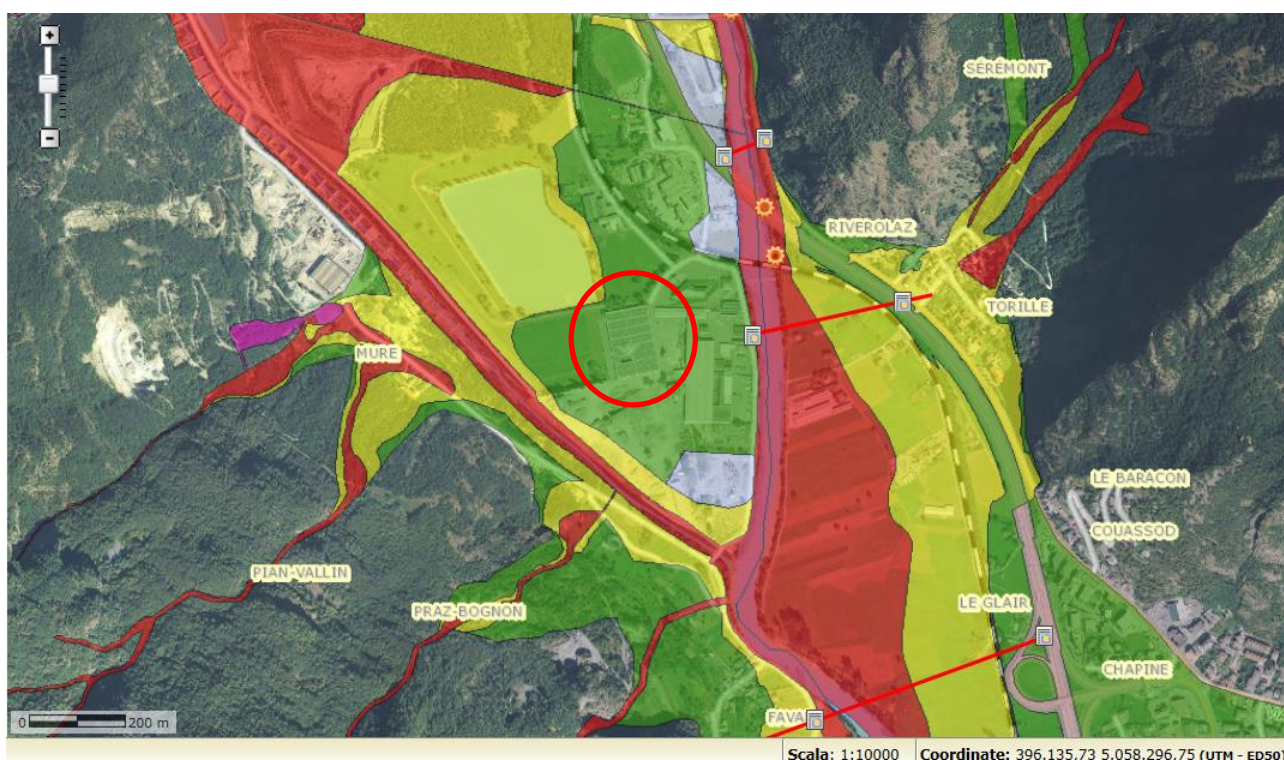 +
SÉRÉMONT
-
RIVEROLAZ
TORILLE
MURE
LE BARACON
COUASSOD
PIAN-VALLIN
PRAZ-BOGNON
LE GLAIR
CHAPINE
FAVA
0 200 m
Scala: 1:10000 Coordinate: 396.135,73 5.058.296,75 (UTM - ED50)